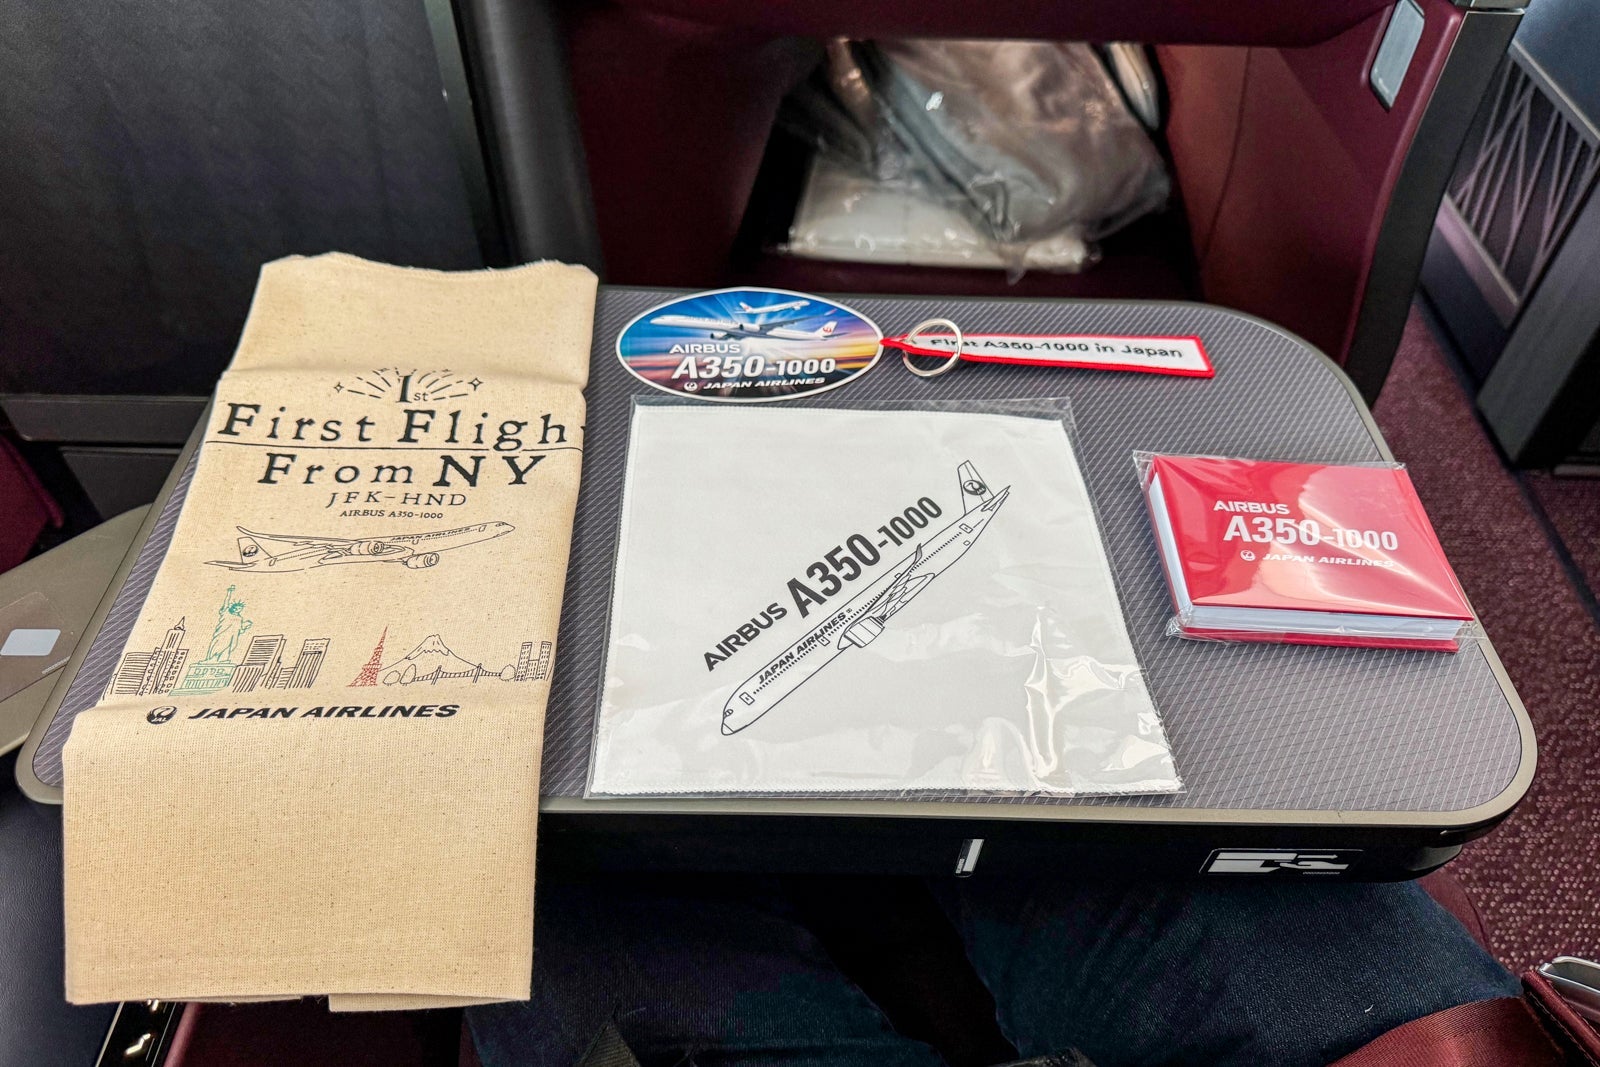 1st
First Fligh
From NY
JFK-HND
AIRBUS A350-1000
JAPAN AIRLINES
JAL JAPAN AIRLINES
AIRBUS
A350-1000
JAPAN AIRLINES
First A350-1000 in Japan
AIRBUS A350-1000
JAPAN AIRLINES
AIRBUS
A350-1000
JAPAN AIRLINES